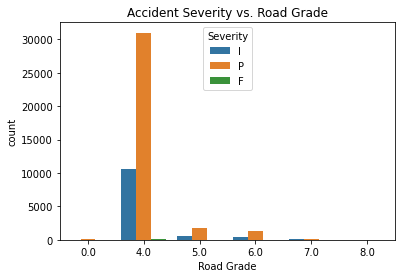 Accident Severity vs. Road Grade
Severity
I
P
F
30000
25000
20000
15000
10000
5000
0
count
0.0 4.0 5.0 6.0 7.0 8.0
Road Grade